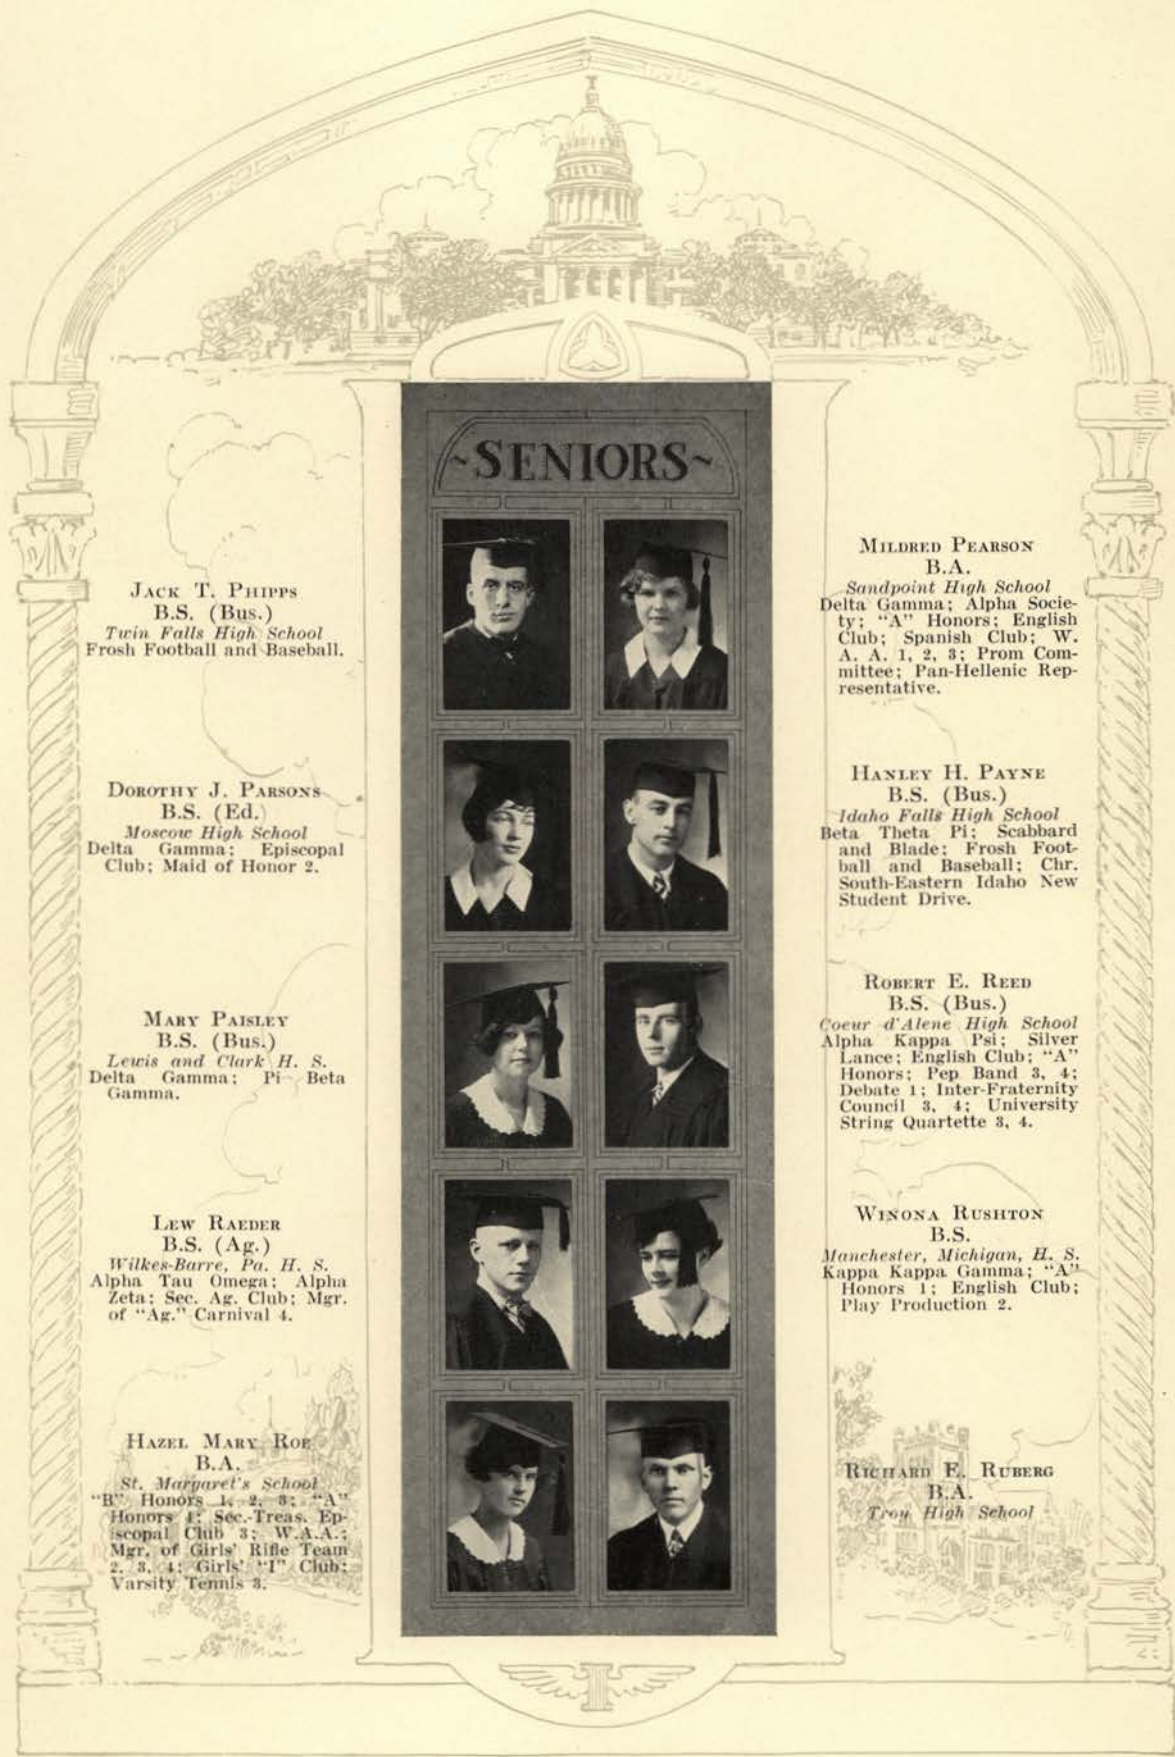 ~SENIORS~
JACK T. PHIPPS
B.S. (Bus.)
Twin Falls High School
Frosh Football and Baseball.
DOROTHY J. PARSONS
B.S. (Ed.)
Moscow High School
Delta Gamma; Episcopal
Club; Maid of Honor 2.
MARY PAISLEY
B.S. (Bus.)
Lewis and Clark H. S.
Delta Gamma; Pi Beta
Gamma.
LEW RAEDER
B.S. (Ag.)
Wilkes-Barre, Pa. H. S.
Alpha Tau Omega; Alpha
Zeta; Sec. Ag. Club; Mgr.
of "Ag." Carnival 4.
HAZEL MARY ROE
B.A.
St. Margaret's School
"B" Honors 1, 2, 3; "A"
Honors 4; Sec.-Treas. Ep-
iscopal Club 3; W.A.A.;
Mgr. of Girls' Rifle Team
2, 3, 4; Girls' "I" Club;
Varsity Tennis 3.
MILDRED PEARSON
B.A.
Sandpoint High School
Delta Gamma; Alpha Socie-
ty; "A" Honors; English
Club; Spanish Club; W.
A. A. 1, 2, 3; Prom Com-
mittee; Pan-Hellenic Rep-
resentative.
HANLEY H. PAYNE
B.S. (Bus.)
Idaho Falls High School
Beta Theta Pi; Scabbard
and Blade; Frosh Foot-
ball and Baseball; Chr.
South-Eastern Idaho New
Student Drive.
ROBERT E. REED
B.S. (Bus.)
Coeur d'Alene High School
Alpha Kappa Psi; Silver
Lance; English Club; "A"
Honors; Pep Band 3, 4;
Debate 1; Inter-Fraternity
Council 3, 4; University
String Quartette 3, 4.
WINONA RUSHTON
B.S.
Manchester, Michigan, H. S.
Kappa Kappa Gamma; "A"
Honors 1; English Club;
Play Production 2.
RICHARD E. RUBERG
B.A.
Troy High School